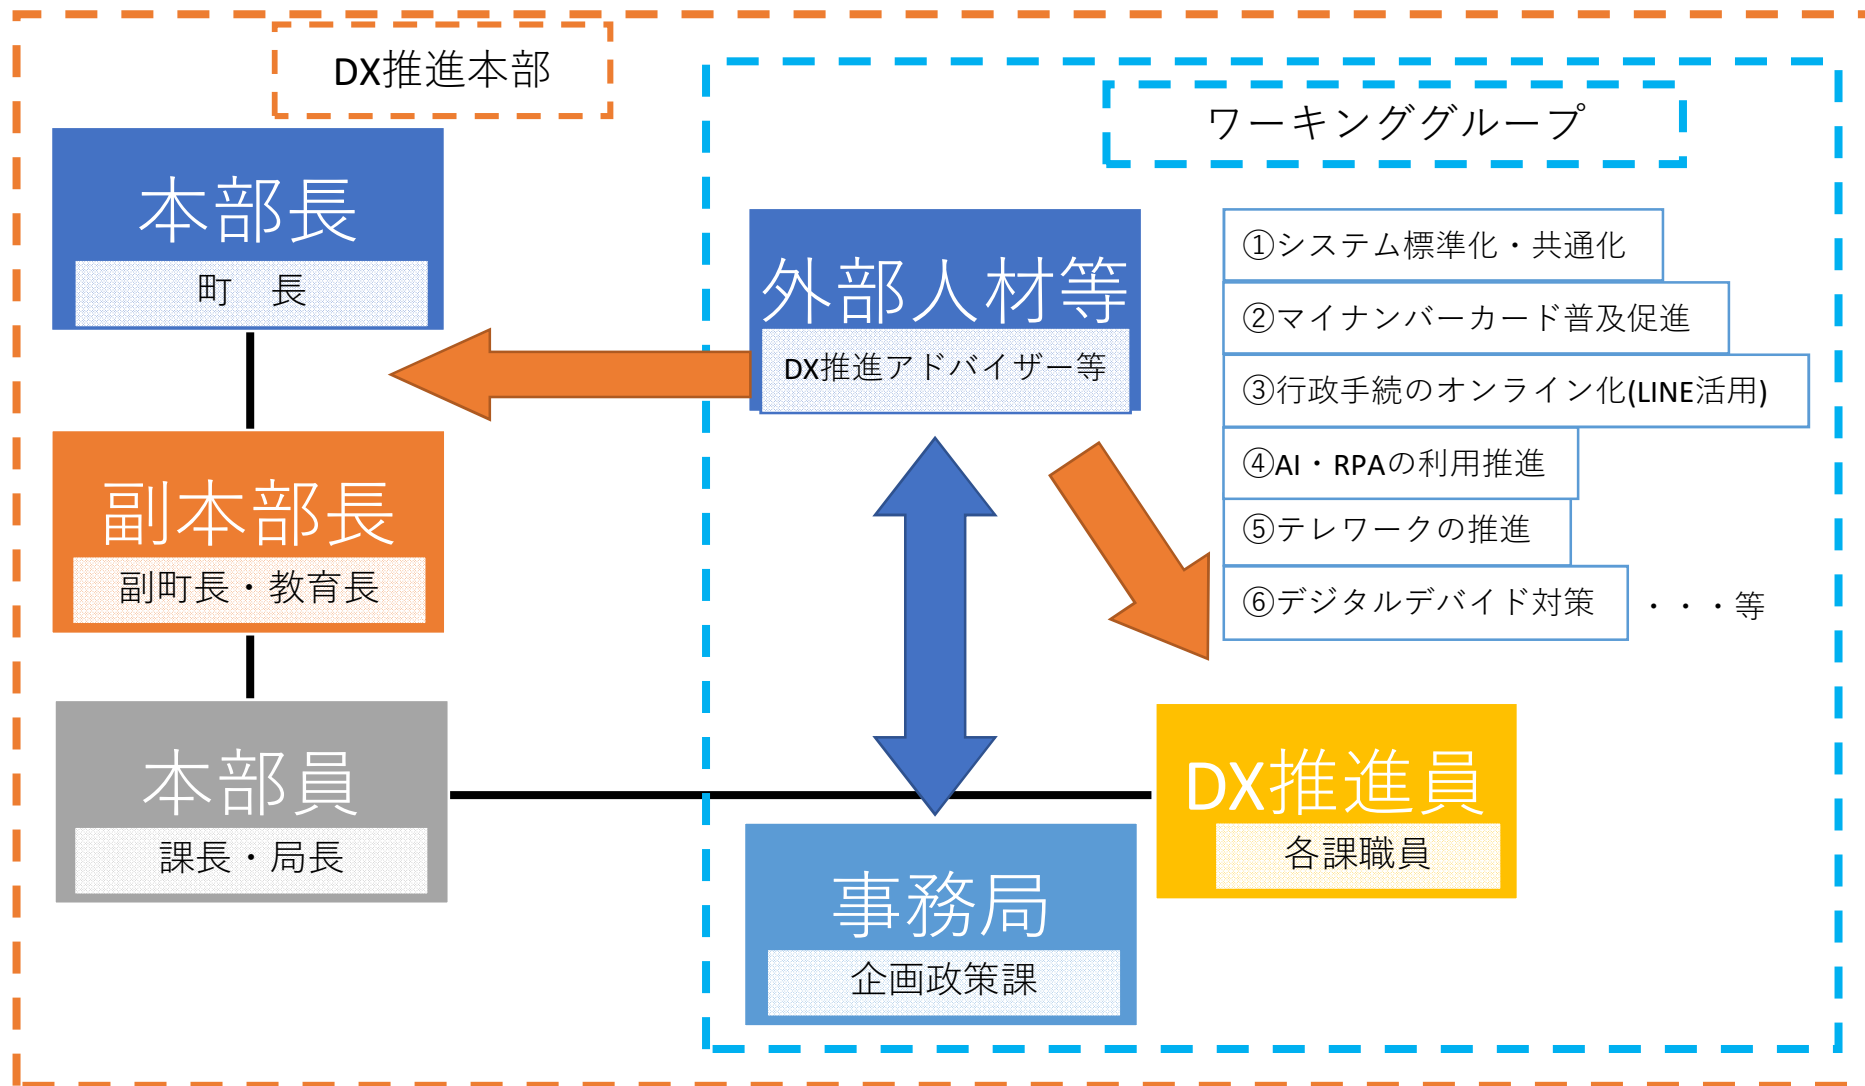 DX推進本部
本部長
町　長
副本部長
副町長・教育長
本部員
課長・局長
ワーキンググループ
外部人材等
DX推進アドバイザー等
①システム標準化・共通化
②マイナンバーカード普及促進
③行政手続のオンライン化(LINE活用)
④AI・RPAの利用推進
⑤テレワークの推進
⑥デジタルデバイド対策
・・・等
DX推進員
各課職員
事務局
企画政策課